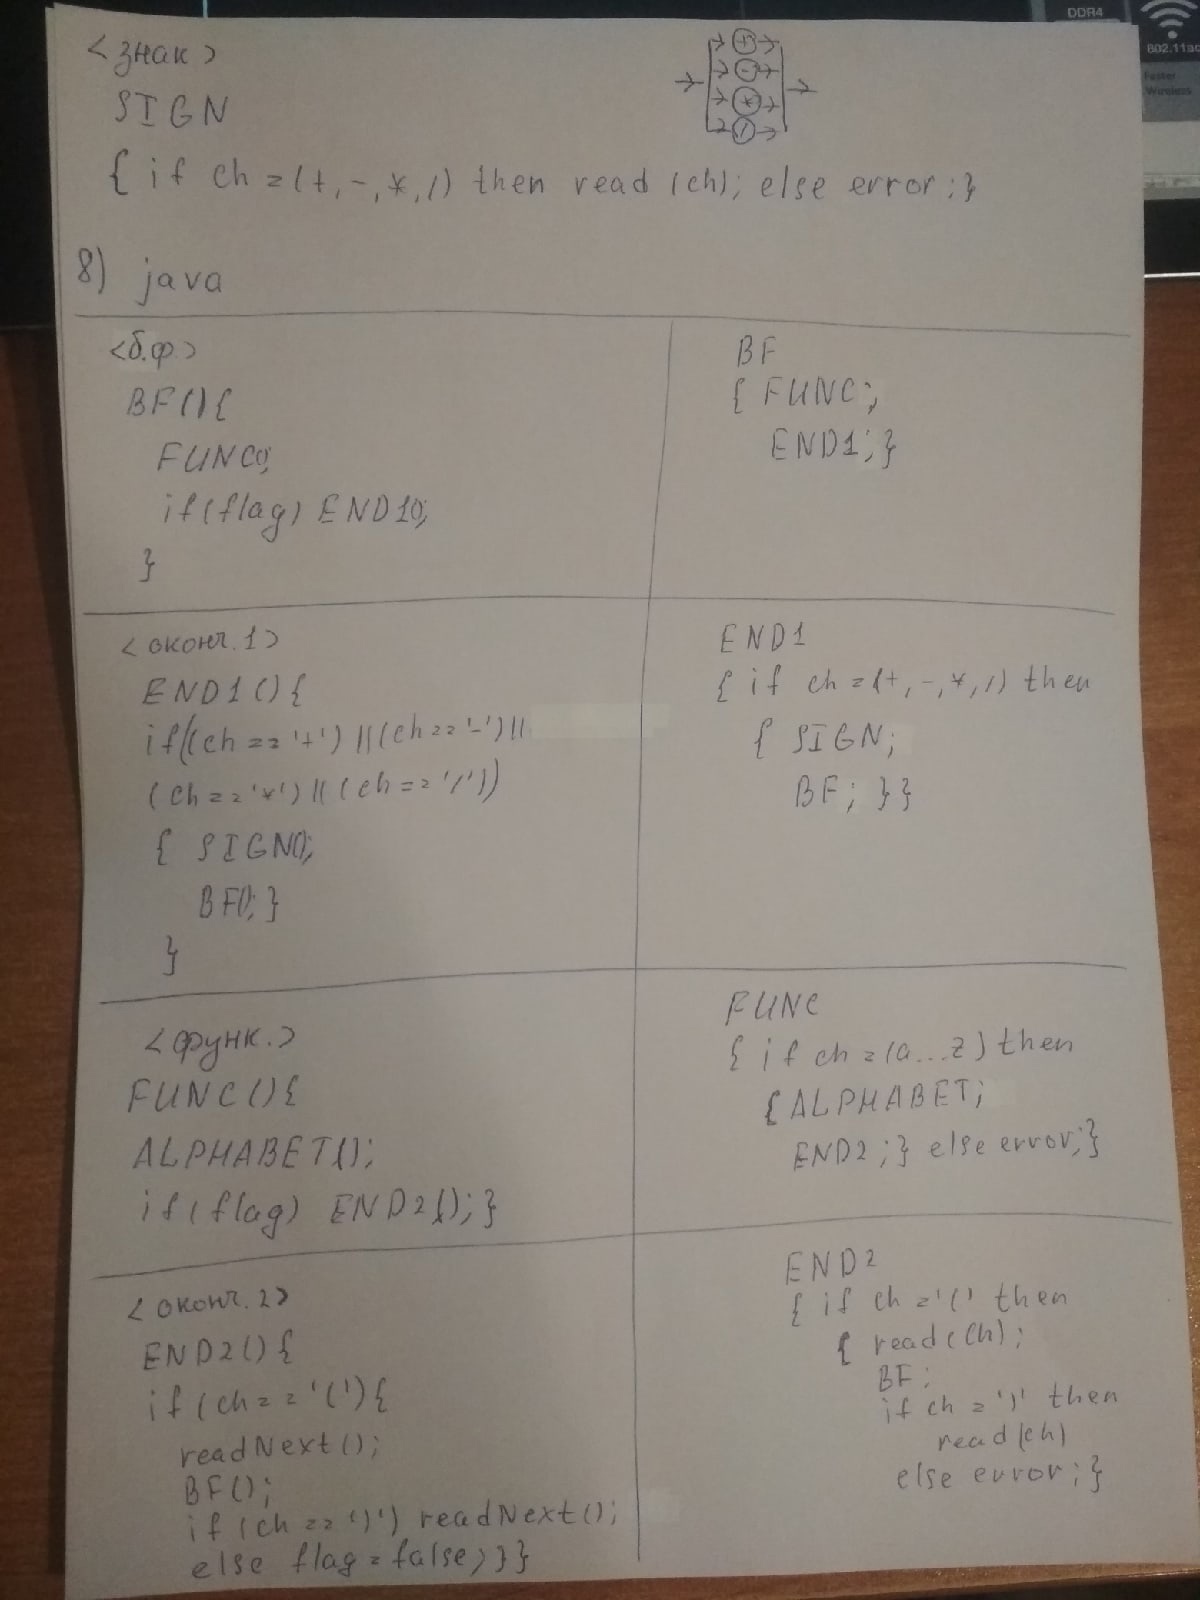 DDR4
802.11ac
Faster
Wireless
<знак>
SIGN
+
-
*
/
{ if ch = (+, -, *, /) then read (ch); else error; }
8) java
<б.ф.>
BF(){
FUNC();
if(flag) END1();
}
BF
{ FUNC;
END1; }
<оконч.1>
END1(){
if((ch == '+') || (ch == '-') ||
(ch == '*') || (ch == '/'))
{ SIGN();
BF(); }
}
END1
{ if ch = (+, -, *, /) then
{ SIGN;
BF; }}
<функ.>
FUNC(){
ALPHABET();
if(flag) END2(); }
FUNC
{ if ch = (a...z) then
{ ALPHABET;
END2; } else error; }
<оконч.2>
END2(){
if(ch == '('){
readNext();
BF();
if(ch == ')') readNext();
else flag = false; }}
END2
{ if ch = '(' then
{ read(ch);
BF;
if ch = ')' then
read(ch)
else error; }